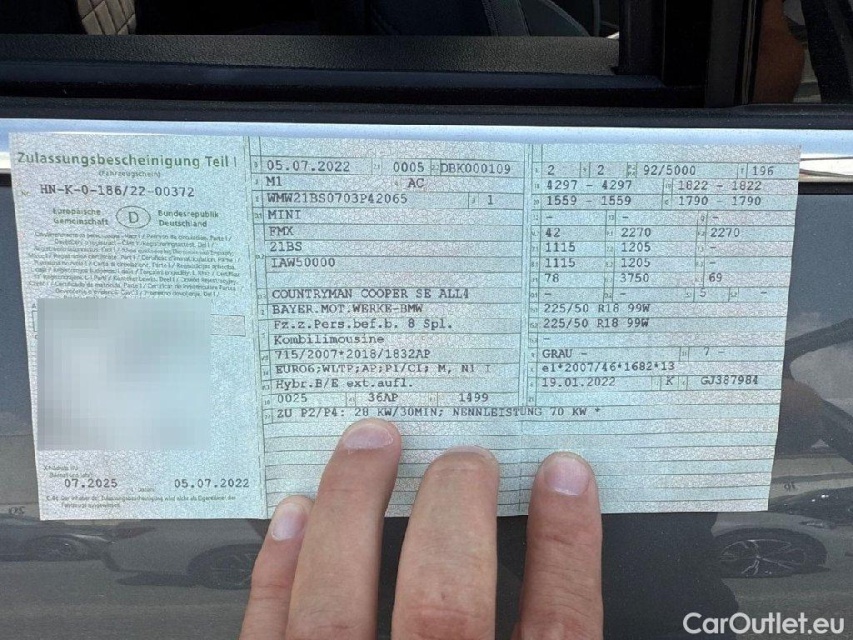 Zulassungsbescheinigung Teil I
(Fahrzeugschein)
HN-K-0-186/22-00372
Europäische Gemeinschaft
D
Bundesrepublik Deutschland
07.2025
05.07.2022
05.07.2022 0005 DBK000109
M1 AC
WMW21BS0703P42065 1
MINI
FMX
21BS
IAW50000
COUNTRYMAN COOPER SE ALL4
BAYER.MOT.WERKE-BMW
Fz.z.Pers.bef.b. 8 Spl.
Kombilimousine
715/2007*2018/1832AP
EURO6;WLTP;AP;PI/CI; M, N1 I
Hybr.B/E ext.aufl.
0025 36AP 1499
ZU P2/P4: 28 KW/30MIN; NENNLEISTUNG 70 KW *
2 2 92/5000 196
4297 - 4297 1822 - 1822
1559 - 1559 1790 - 1790
- - -
42 2270 2270
1115 1205 -
1115 1205 -
78 3750 69
- - 5 -
225/50 R18 99W
225/50 R18 99W
-
GRAU - 7 -
e1*2007/46*1682*13
19.01.2022 K GJ387984
CarOutlet.eu